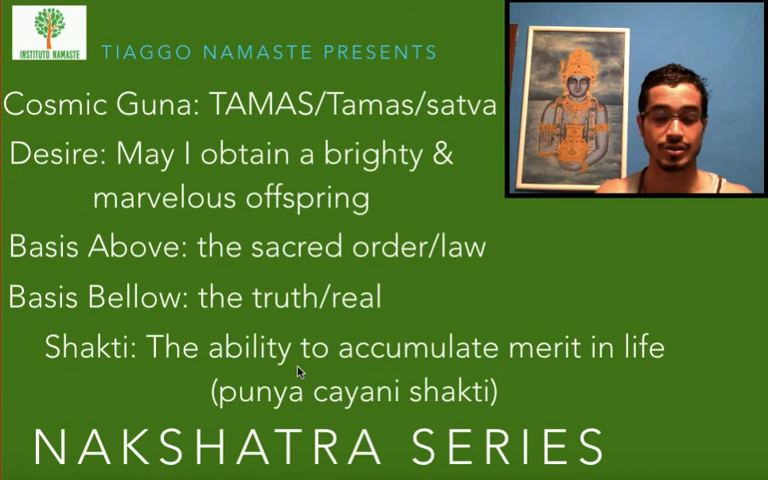 INSTITUTO NAMASTE
TIAGGO NAMASTE PRESENTS
Cosmic Guna: TAMAS/Tamas/satva
Desire: May I obtain a brighty &
marvelous offspring
Basis Above: the sacred order/law
Basis Bellow: the truth/real
Shakti: The ability to accumulate merit in life
(punya cayani shakti)
NAKSHATRA SERIES